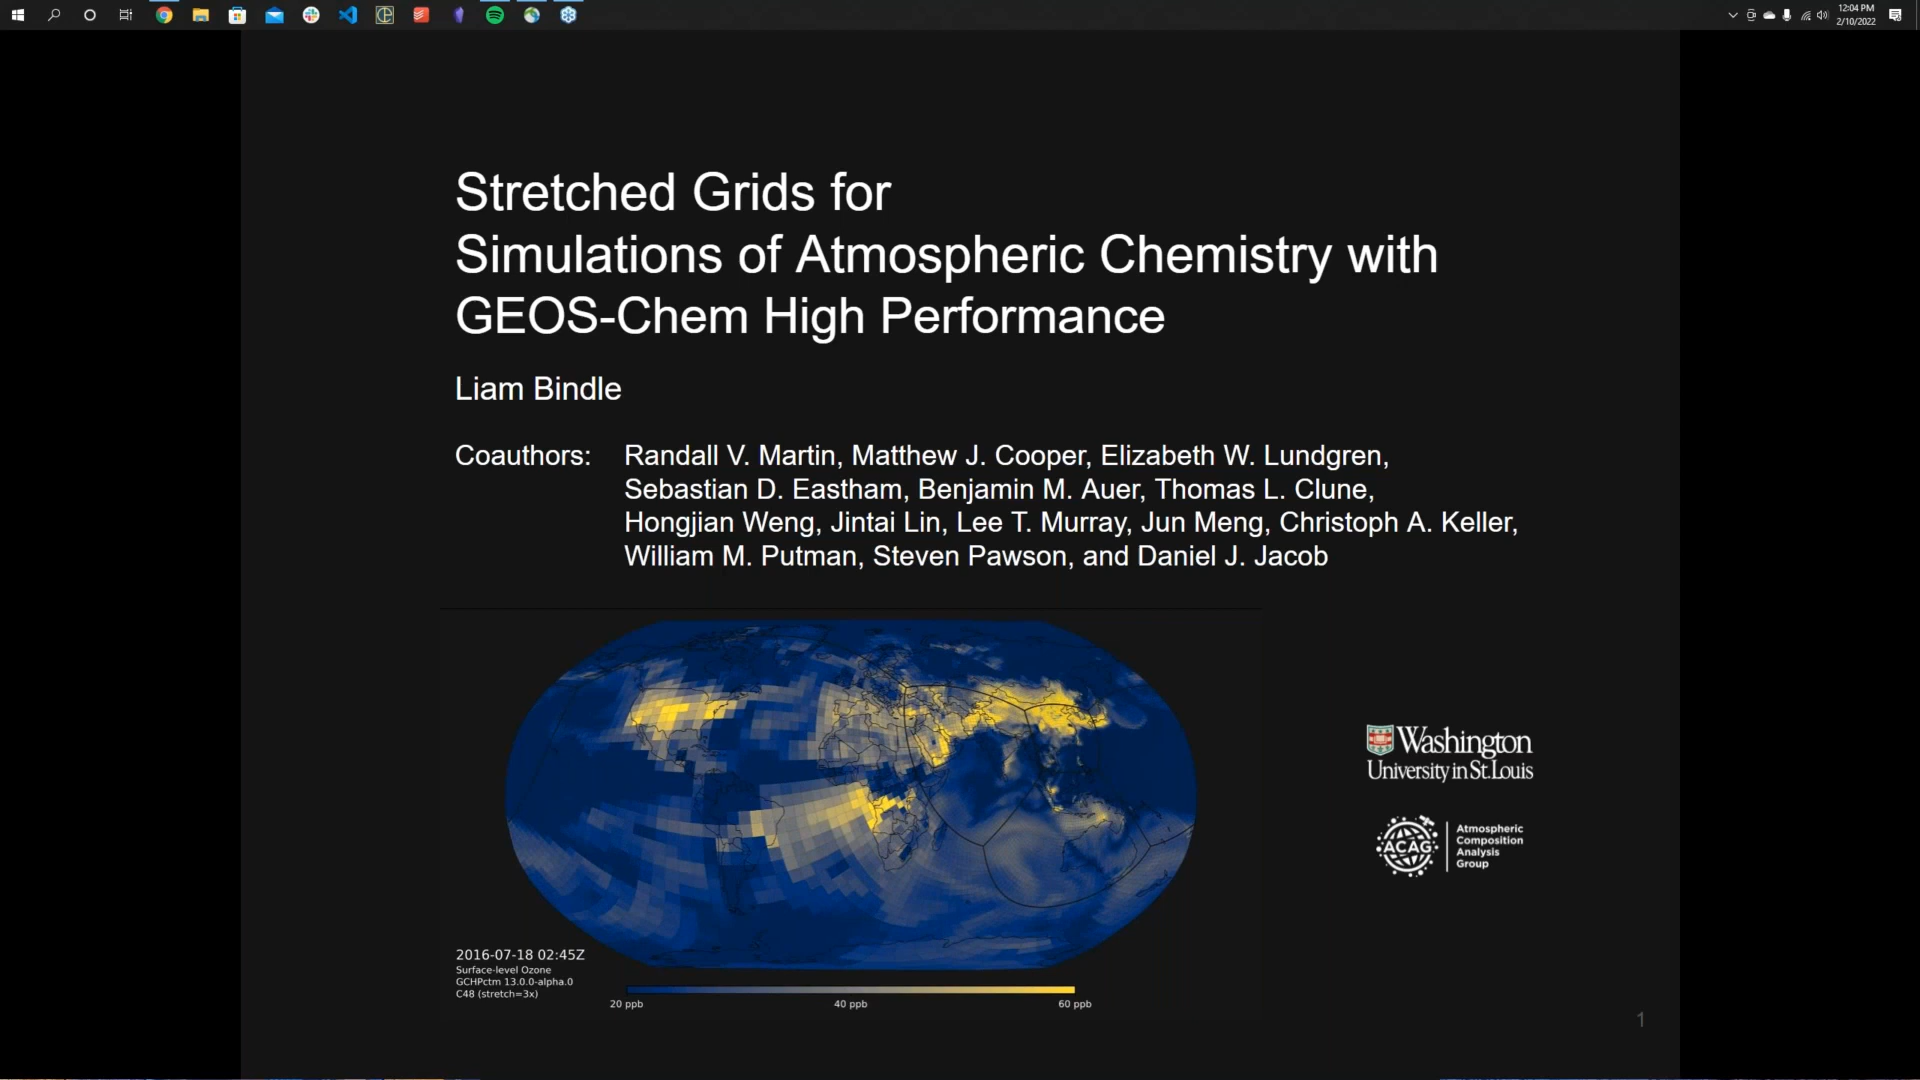 12:04 PM
2/10/2022
Stretched Grids for
Simulations of Atmospheric Chemistry with
GEOS-Chem High Performance
Liam Bindle
Coauthors: Randall V. Martin, Matthew J. Cooper, Elizabeth W. Lundgren,
Sebastian D. Eastham, Benjamin M. Auer, Thomas L. Clune,
Hongjian Weng, Jintai Lin, Lee T. Murray, Jun Meng, Christoph A. Keller,
William M. Putman, Steven Pawson, and Daniel J. Jacob
Washington
University in St. Louis
ACAG
Atmospheric
Composition
Analysis
Group
2016-07-18 02:45Z
Surface-level Ozone
GCHPctm 13.0.0-alpha.0
C48 (stretch=3x)
20 ppb 40 ppb 60 ppb
1